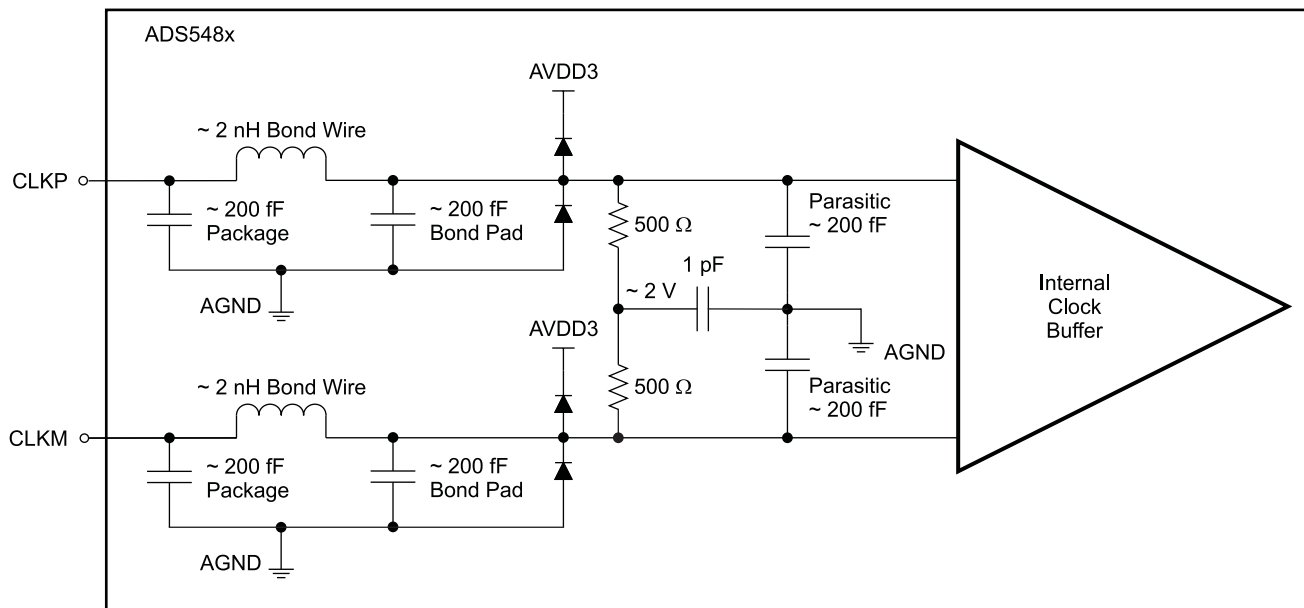 ADS548x
AVDD3
~ 2 nH Bond Wire
CLKP
~ 200 fF
Package
~ 200 fF
Bond Pad
500 Ω
Parasitic
~ 200 fF
1 pF
~ 2 V
AGND
Internal
Clock
Buffer
AVDD3
AGND
~ 2 nH Bond Wire
500 Ω
Parasitic
~ 200 fF
CLKM
~ 200 fF
Package
~ 200 fF
Bond Pad
AGND